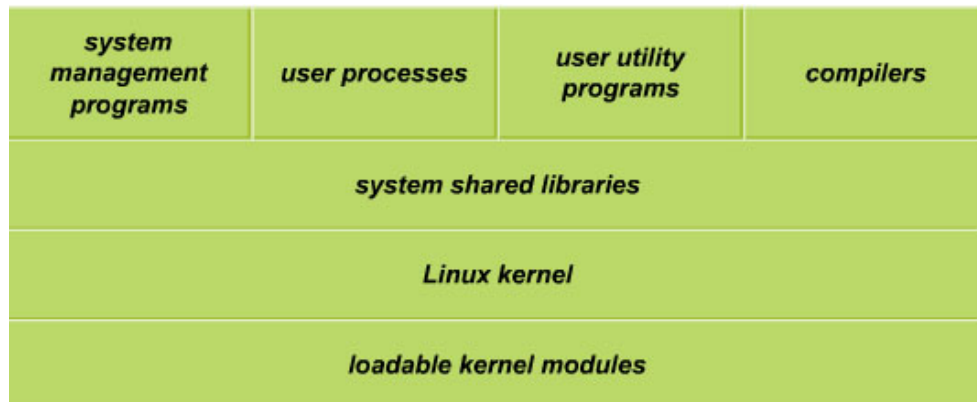 system
management
programs
user processes
user utility
programs
compilers
system shared libraries
Linux kernel
loadable kernel modules